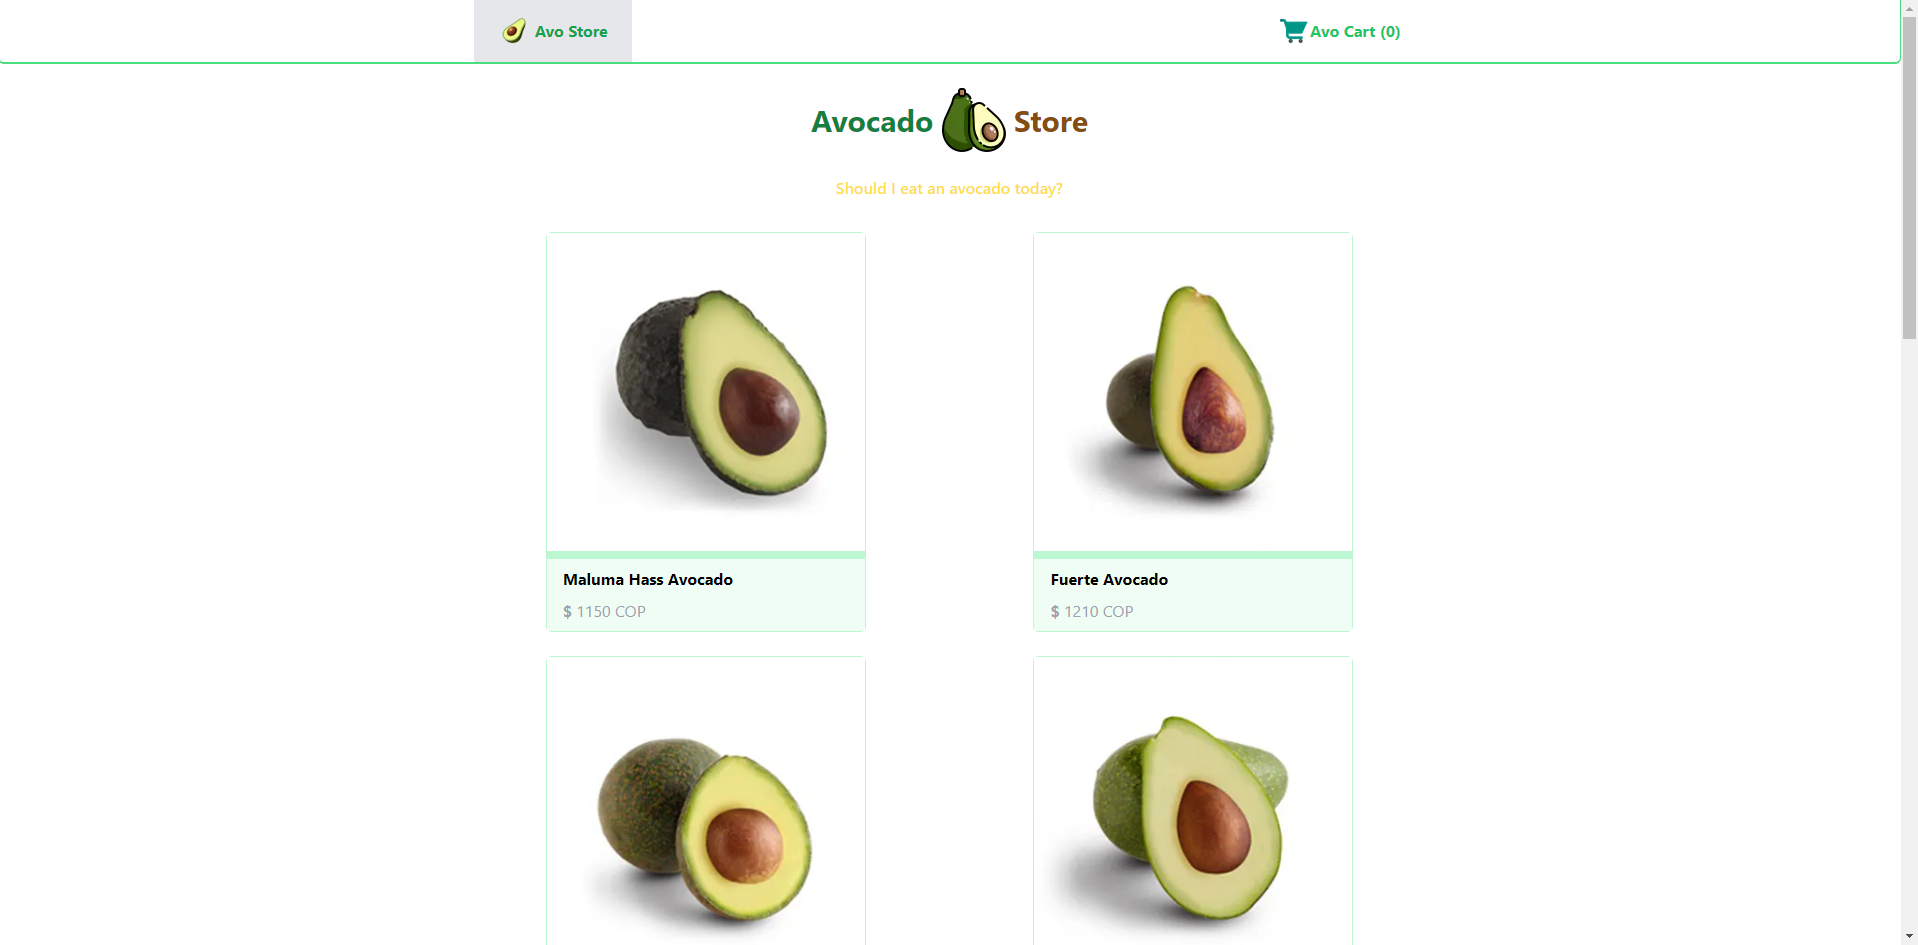 Avo Store
Avo Cart (0)
Avocado Store
Should I eat an avocado today?
Maluma Hass Avocado
$ 1150 COP
Fuerte Avocado
$ 1210 COP